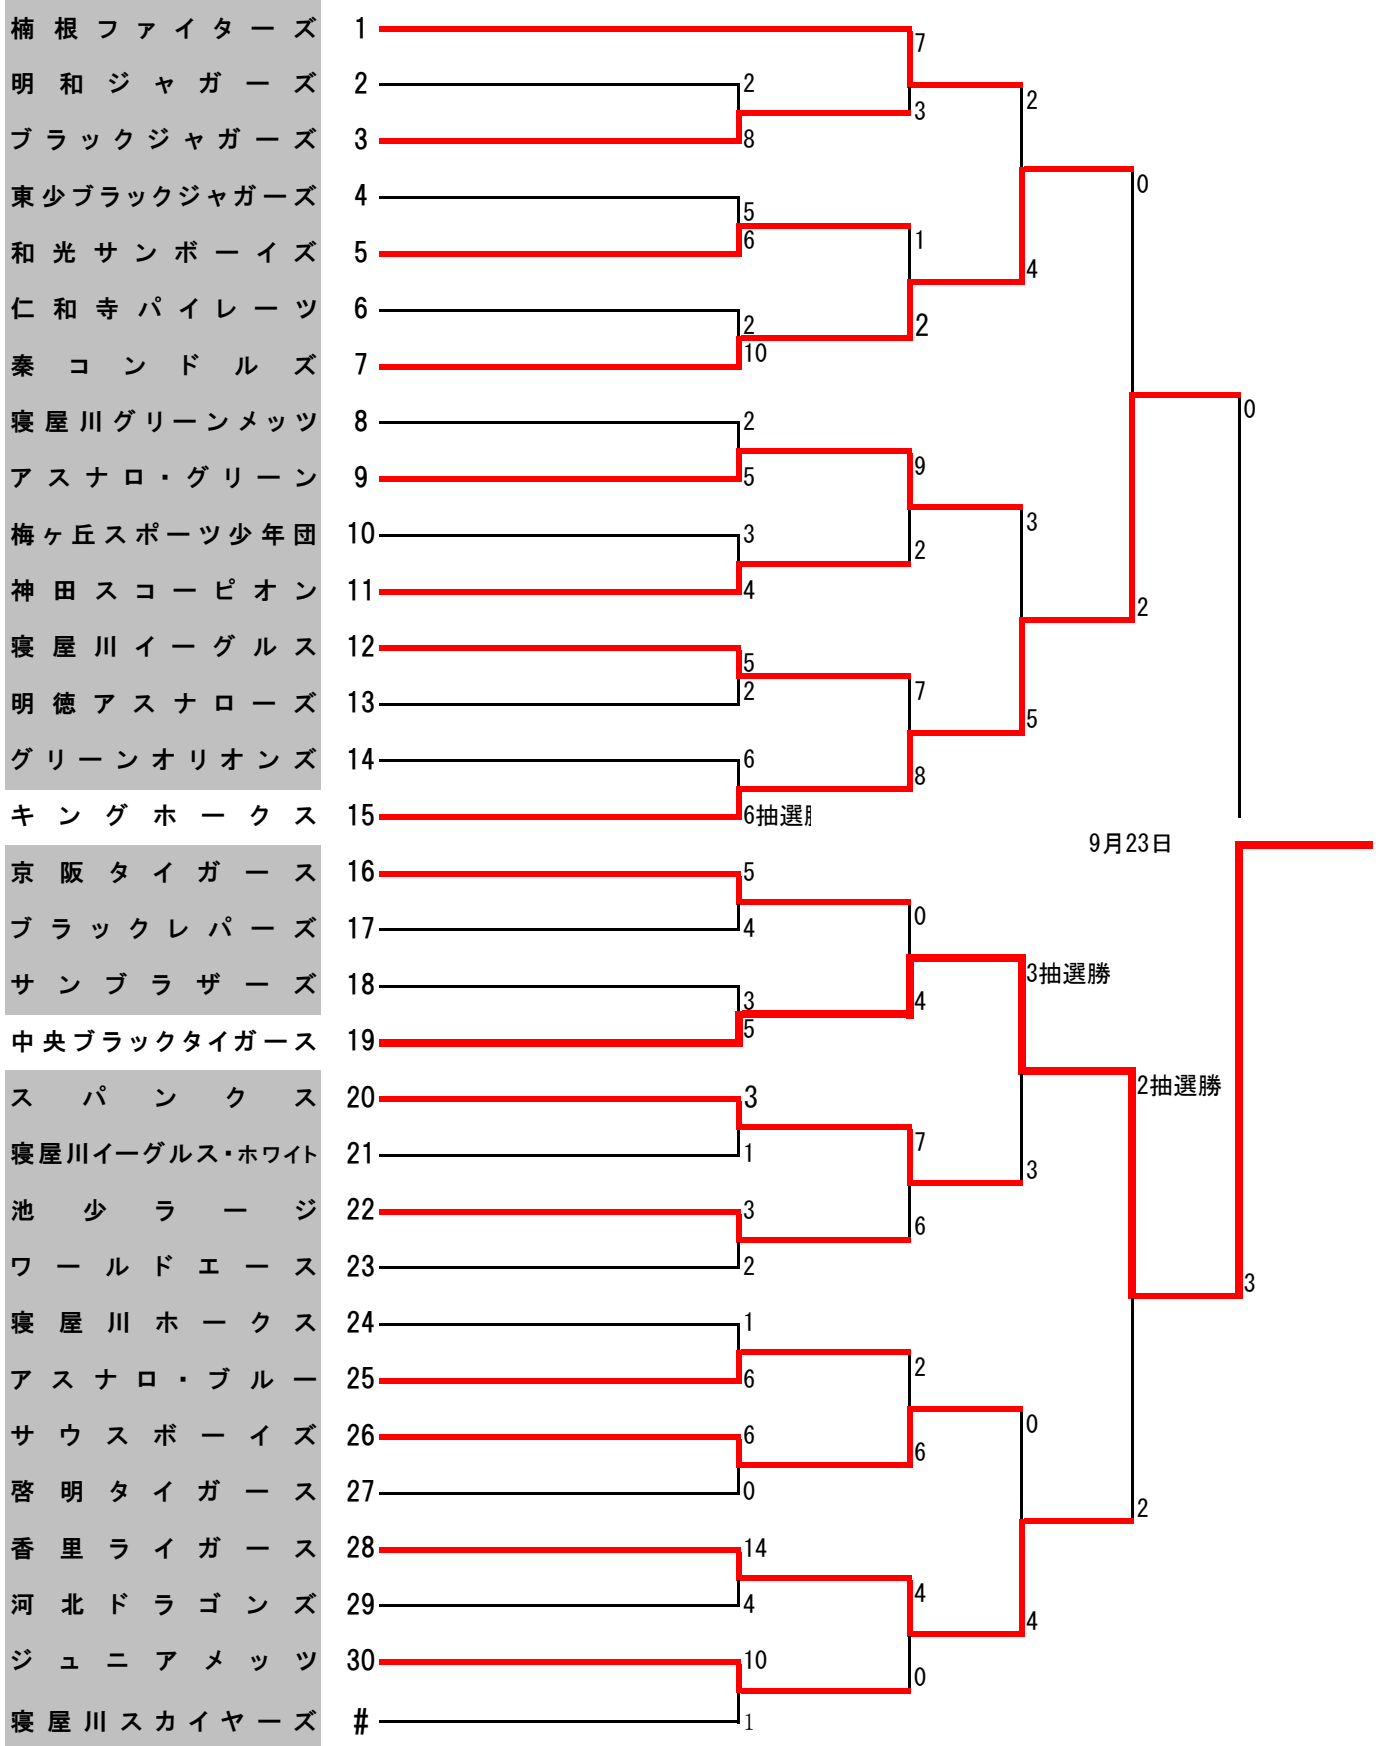 楠根ファイターズ 1
7
明和ジャガーズ 2
2
2
3
ブラックジャガーズ 3
8
東少ブラックジャガーズ 4
5
0
和光サンボーイズ 5
6
1
4
仁和寺パイレーツ 6
2
2
秦コンドルズ 7
10
寝屋川グリーンメッツ 8
2
0
アスナロ・グリーン 9
5
9
梅ヶ丘スポーツ少年団 10
3
3
2
神田スコーピオン 11
4
2
寝屋川イーグルス 12
5
明徳アスナローズ 13
2
7
5
グリーンオリオンズ 14
6
8
キングホークス 15
6抽選
9月23日
京阪タイガース 16
5
ブラックレパーズ 17
4
0
サンブラザーズ 18
3
4
3抽選勝
中央ブラックタイガース 19
5
スパンクス 20
3
2抽選勝
寝屋川イーグルス・ホワイト 21
1
7
3
池少ラージ 22
3
6
ワールドエース 23
2
3
寝屋川ホークス 24
1
アスナロ・ブルー 25
6
2
サウスボーイズ 26
6
6
0
啓明タイガース 27
0
2
香里ライガース 28
14
河北ドラゴンズ 29
4
4
4
ジュニアメッツ 30
10
0
寝屋川スカイヤーズ #
1